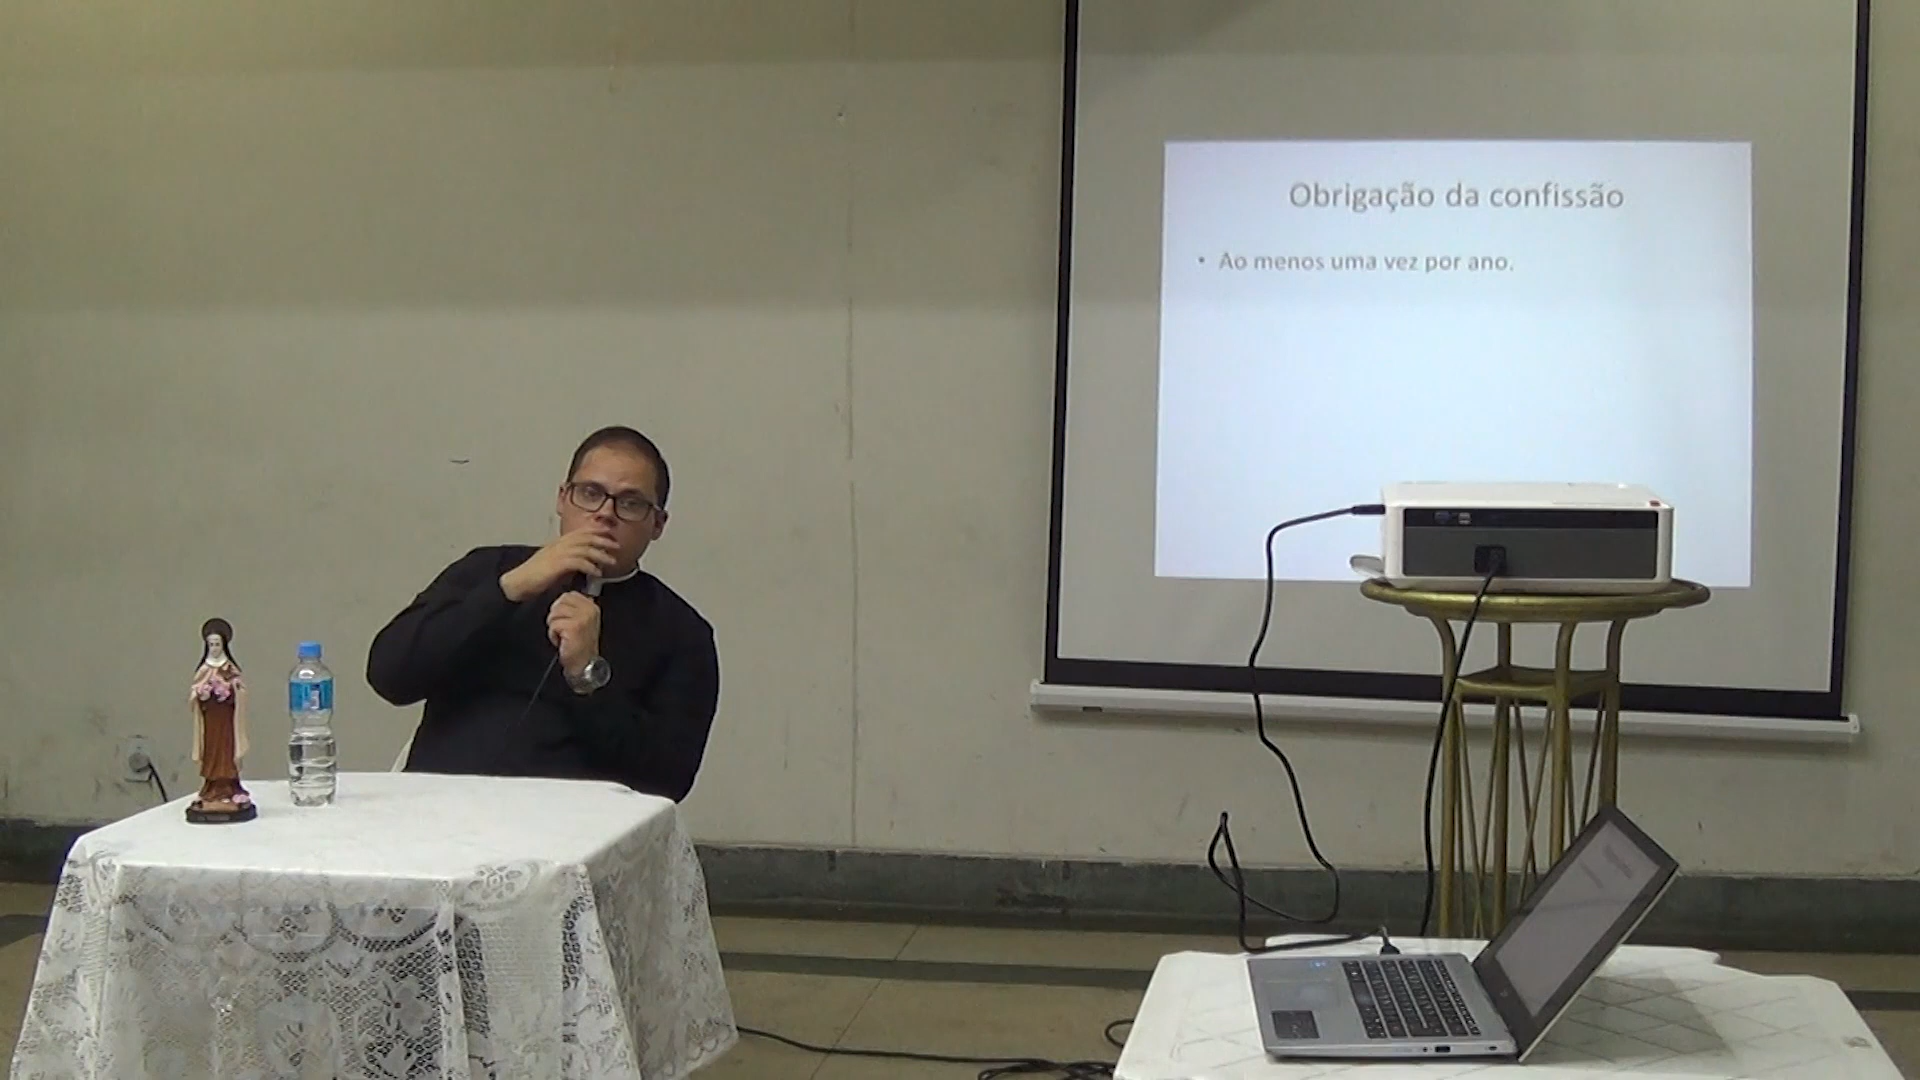 Obrigação da confissão
• Ao menos uma vez por ano.